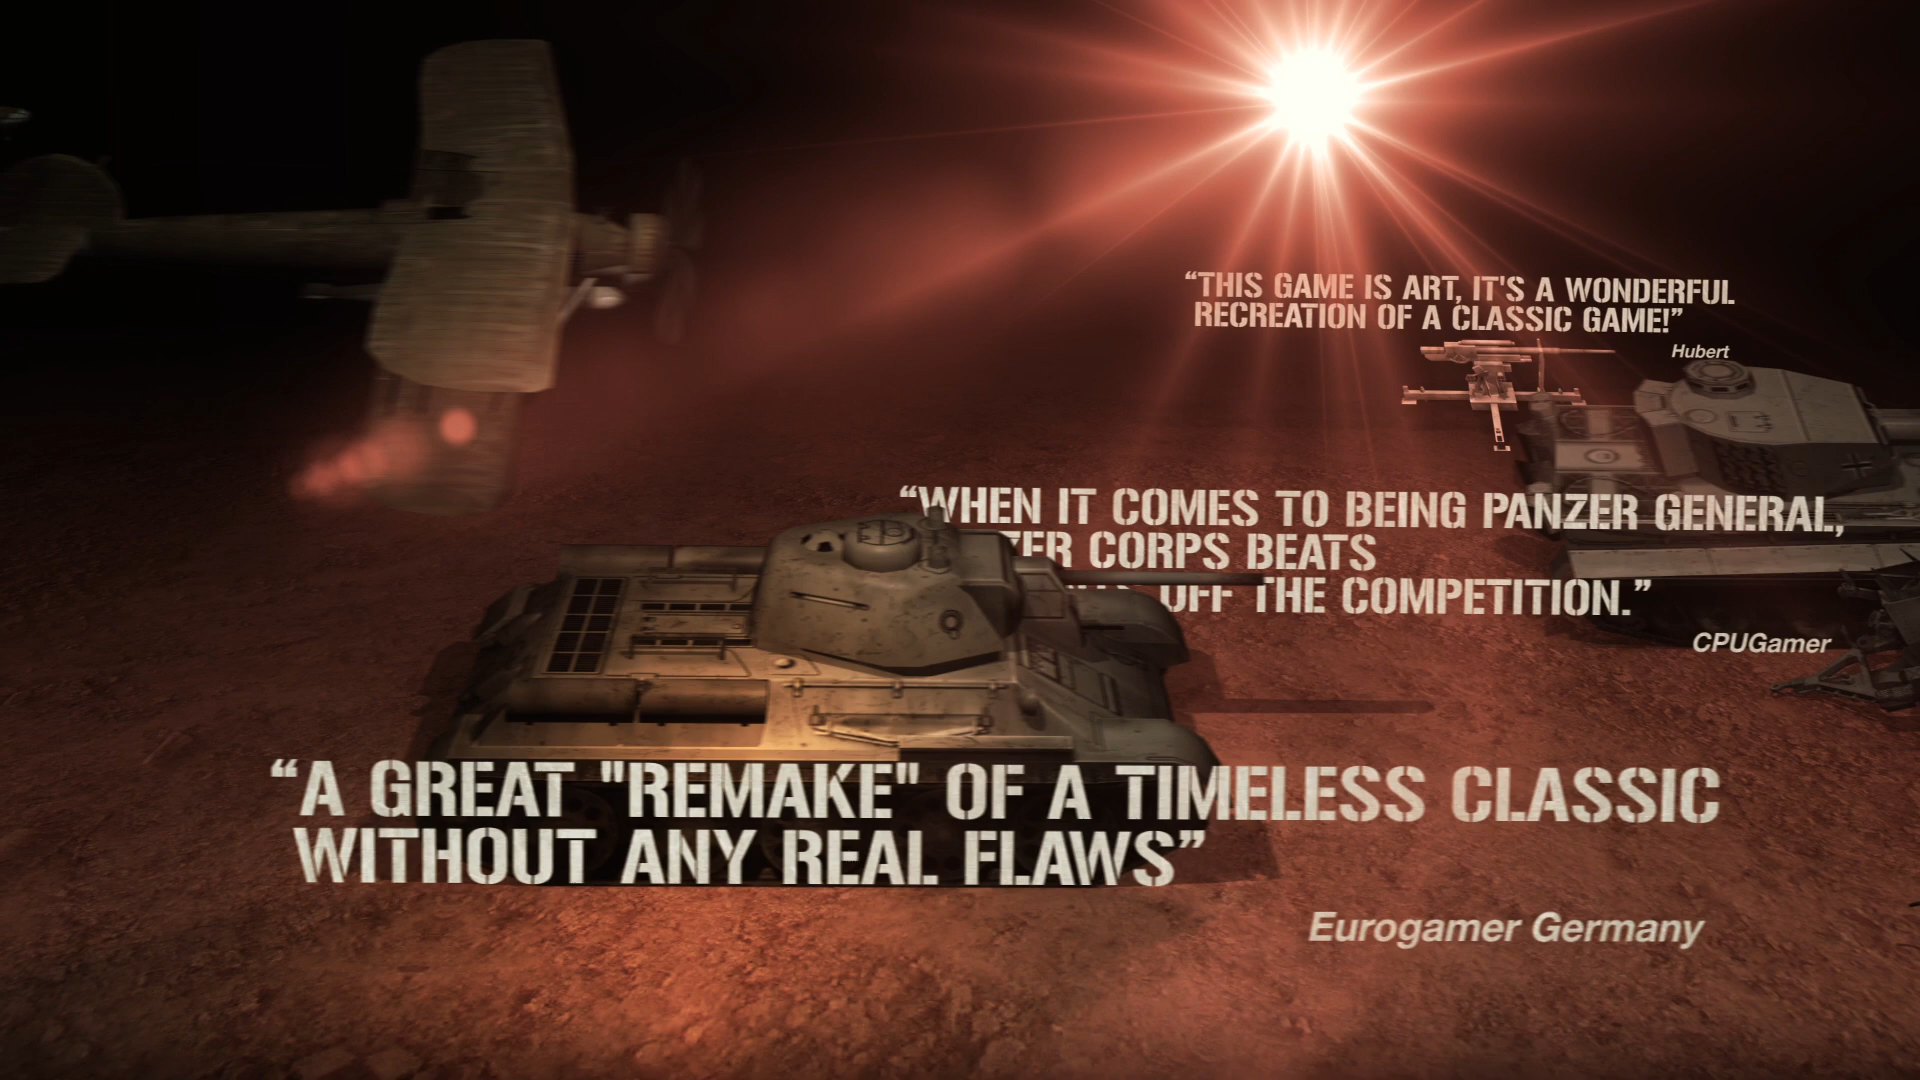 “THIS GAME IS ART, IT'S A WONDERFUL
RECREATION OF A CLASSIC GAME!”
Hubert
“WHEN IT COMES TO BEING PANZER GENERAL,
CORPS BEATS
OFF THE COMPETITION.”
CPUGamer
“A GREAT "REMAKE" OF A TIMELESS CLASSIC
WITHOUT ANY REAL FLAWS”
Eurogamer Germany